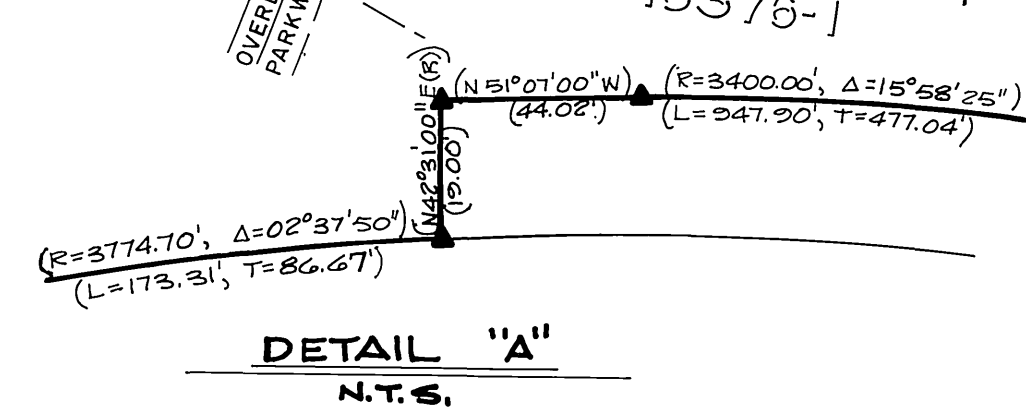 (N 51°07'00"W)
(44.02')
(R=3400.00', Δ=15°58'25")
(L=947.90', T=477.04')
(N42°31'00"E(R))
(19.00')
(R=3774.70', Δ=02°37'50")
(L=173.31', T=86.67')
DETAIL "A"
N.T.S.